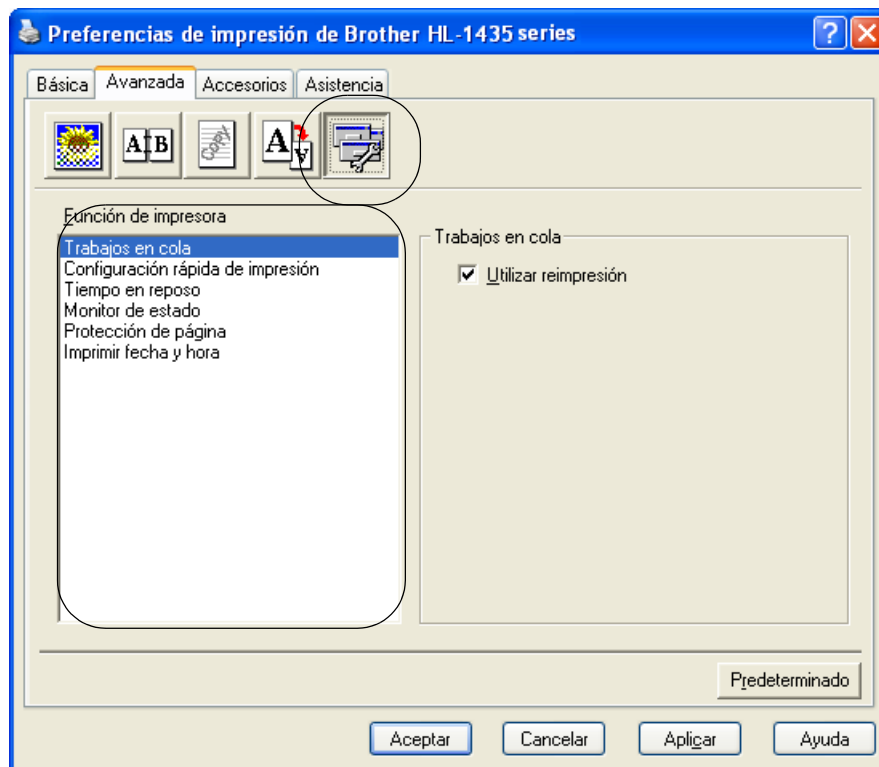 Preferencias de impresión de Brother HL-1435 series
Básica
Avanzada
Accesorios
Asistencia
A B
Copy
A A
Función de impresora
Trabajos en cola
Configuración rápida de impresión
Tiempo en reposo
Monitor de estado
Protección de página
Imprimir fecha y hora
Trabajos en cola
Utilizar reimpresión
Predeterminado
Aceptar
Cancelar
Aplicar
Ayuda